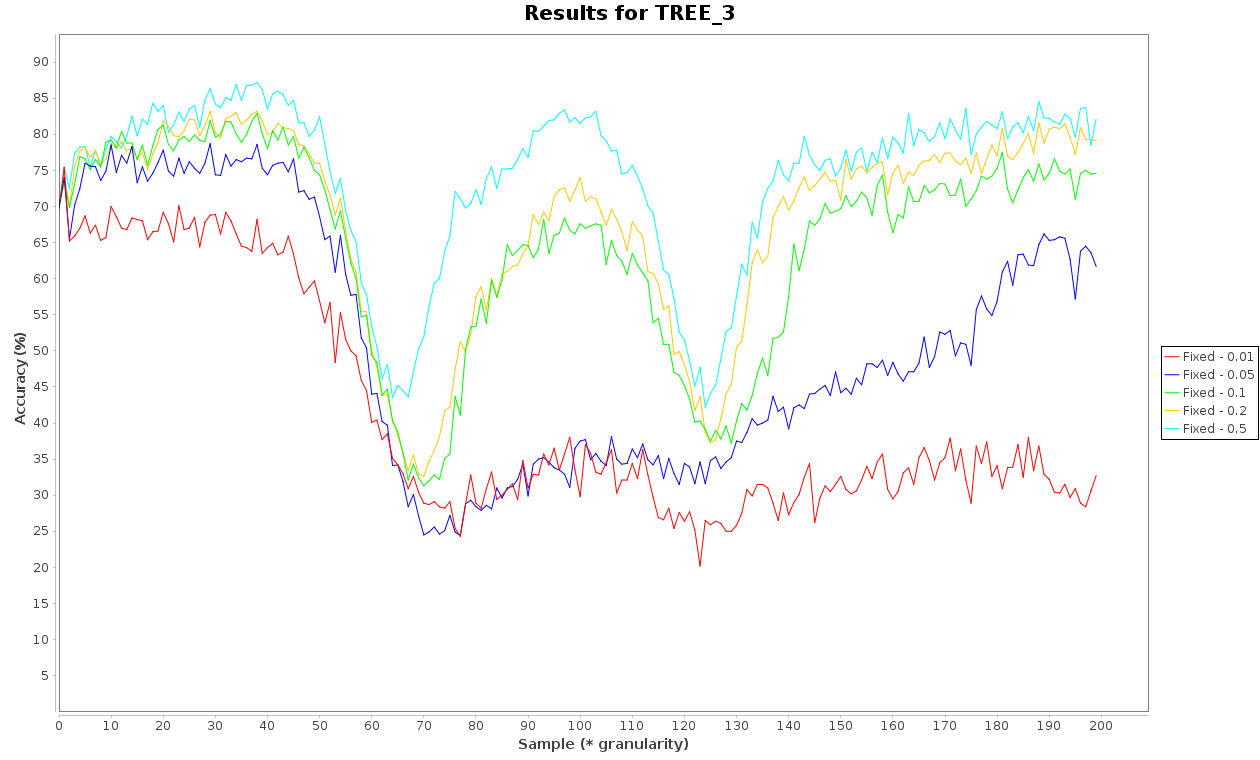 Results for TREE_3
90
85
80
75
70
65
60
55
50
45
40
35
30
25
20
15
10
5
Accuracy (%)
0 10 20 30 40 50 60 70 80 90 100 110 120 130 140 150 160 170 180 190 200
Sample (* granularity)
Fixed - 0.01
Fixed - 0.05
Fixed - 0.1
Fixed - 0.2
Fixed - 0.5